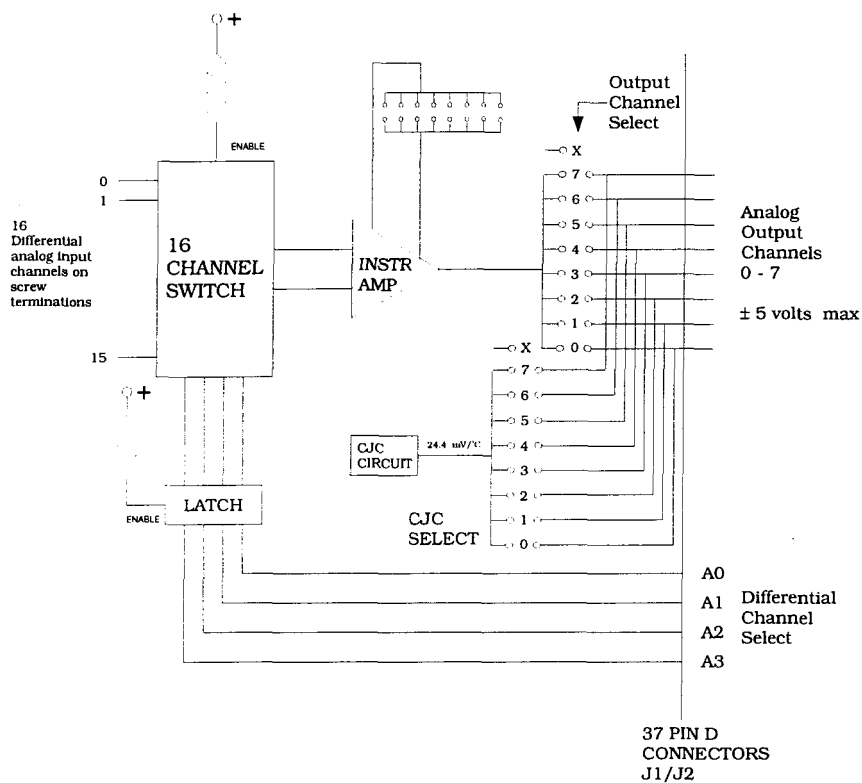 +
ENABLE
0
1
16
Differential
analog input
channels on
screw
terminations
15
16
CHANNEL
SWITCH
INSTR
AMP
Output
Channel
Select
X
7
6
5
4
3
2
1
0
Analog
Output
Channels
0 - 7
± 5 volts max
+
ENABLE
LATCH
CJC
CIRCUIT
24.4 mV/°C
X
7
6
5
4
3
2
1
0
CJC
SELECT
A0
A1
A2
A3
Differential
Channel
Select
37 PIN D
CONNECTORS
J1/J2